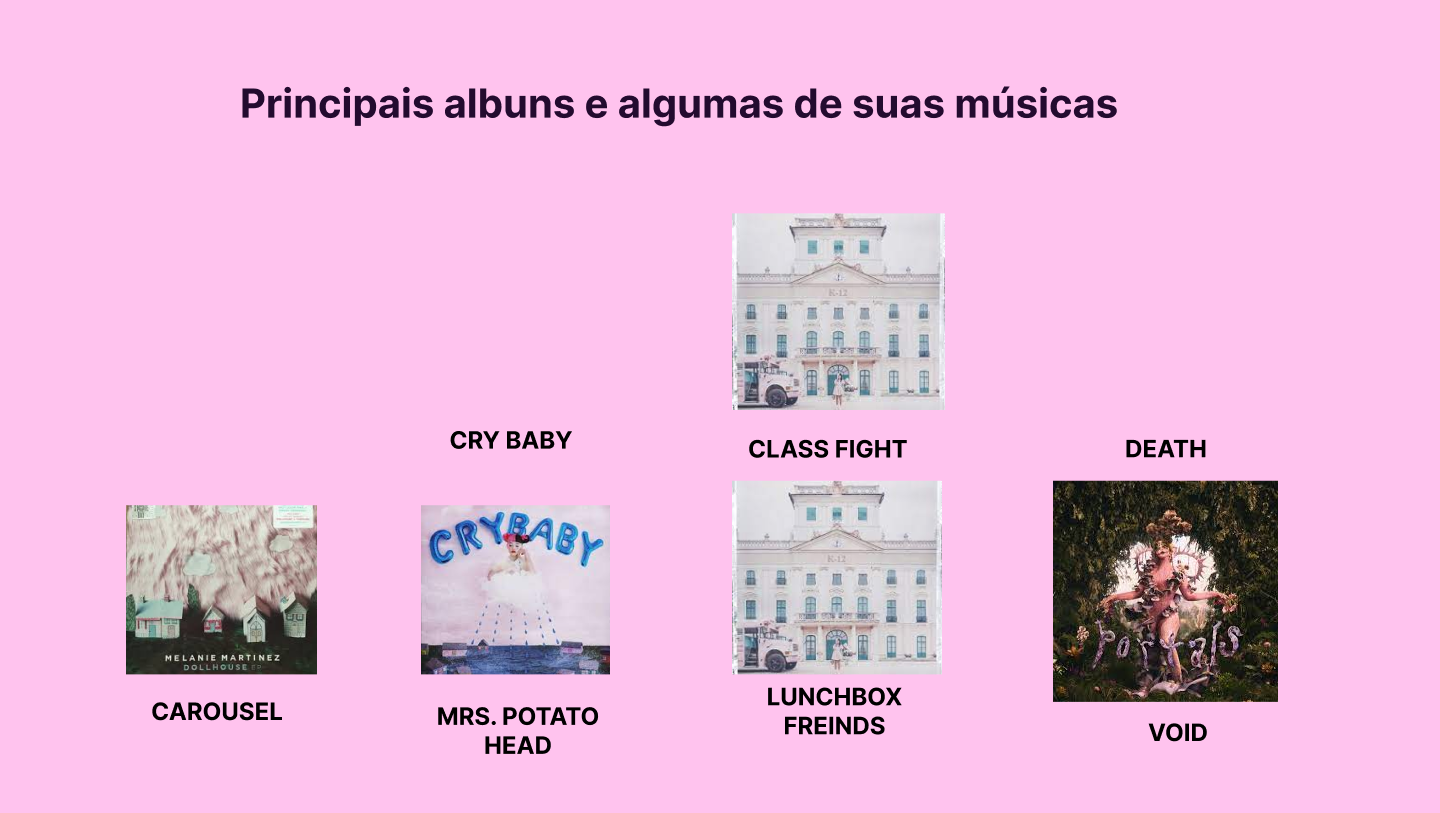 Principais albuns e algumas de suas músicas
K-12
CRY BABY
CLASS FIGHT
DEATH
CRYBABY
K-12
portals
MELANIE MARTINEZ
DOLLHOUSE EP
CAROUSEL
MRS. POTATO
HEAD
LUNCHBOX
FREINDS
VOID